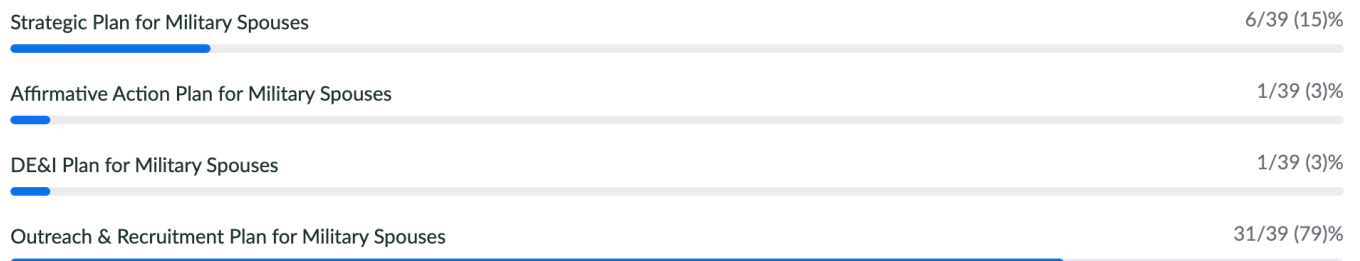 Strategic Plan for Military Spouses 6/39 (15)%
Affirmative Action Plan for Military Spouses 1/39 (3)%
DE&I Plan for Military Spouses 1/39 (3)%
Outreach & Recruitment Plan for Military Spouses 31/39 (79)%